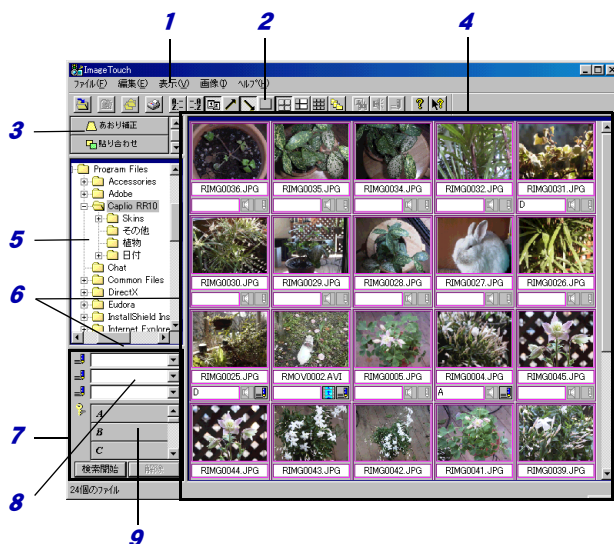 1
2
4
ImageTouch
ファイル(F) 編集(E) 表示(V) 画像(I) ヘルプ(H)
3
あおり補正
貼り合わせ
5
Program Files
Accessories
Adobe
Caplio RR10
Skins
その他
植物
日付
Chat
Common Files
DirectX
Eudora
InstallShield Ins
Internet Explore
6
RIMG0036.JPG RIMG0035.JPG RIMG0034.JPG RIMG0032.JPG RIMG0031.JPG
D
RIMG0030.JPG RIMG0029.JPG RIMG0028.JPG RIMG0027.JPG RIMG0026.JPG
RIMG0025.JPG RMOV0002.AVI RIMG0005.JPG RIMG0004.JPG RIMG0045.JPG
D A
RIMG0044.JPG RIMG0043.JPG RIMG0042.JPG RIMG0041.JPG RIMG0039.JPG
7
8
A
B
C
検索開始 解除
24個のファイル
9